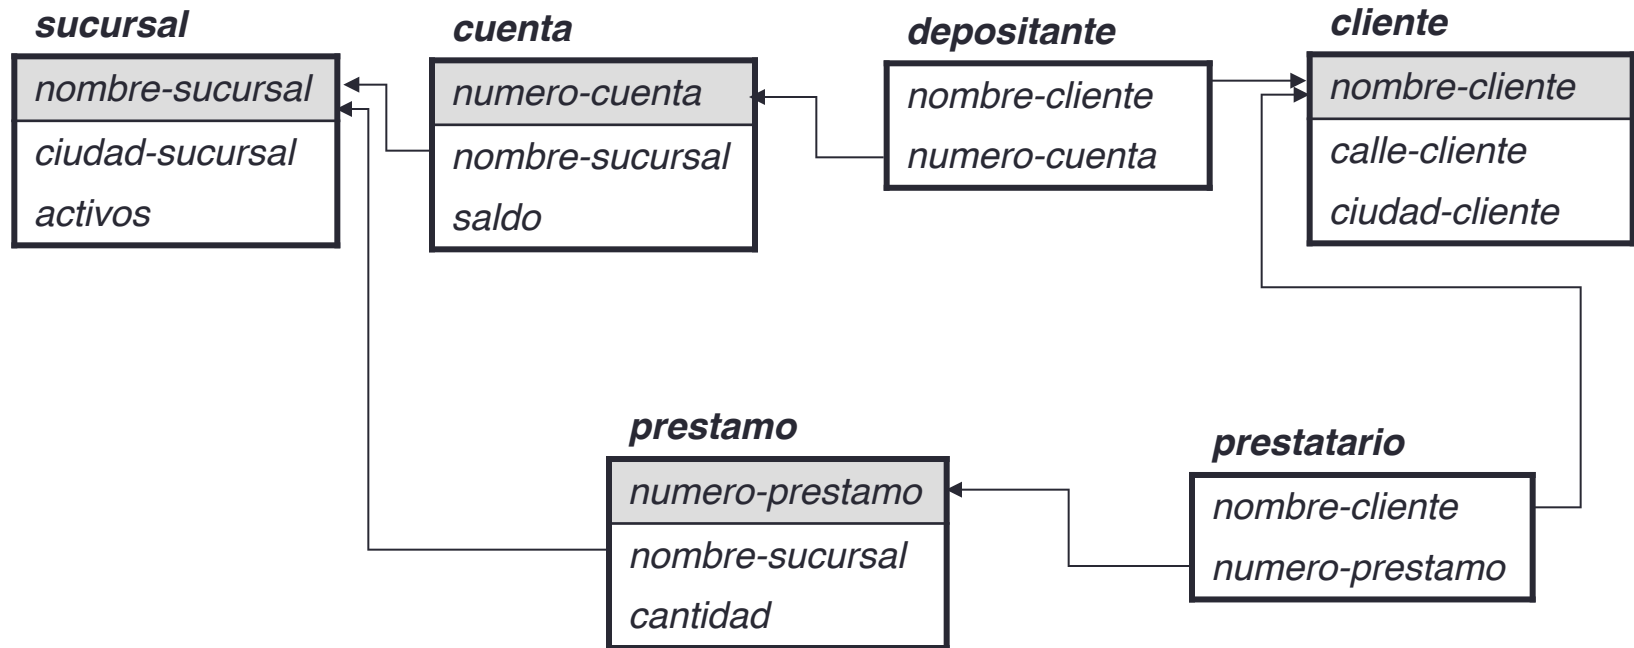 sucursal
nombre-sucursal
ciudad-sucursal
activos
cuenta
numero-cuenta
nombre-sucursal
saldo
depositante
nombre-cliente
numero-cuenta
cliente
nombre-cliente
calle-cliente
ciudad-cliente
prestamo
numero-prestamo
nombre-sucursal
cantidad
prestatario
nombre-cliente
numero-prestamo